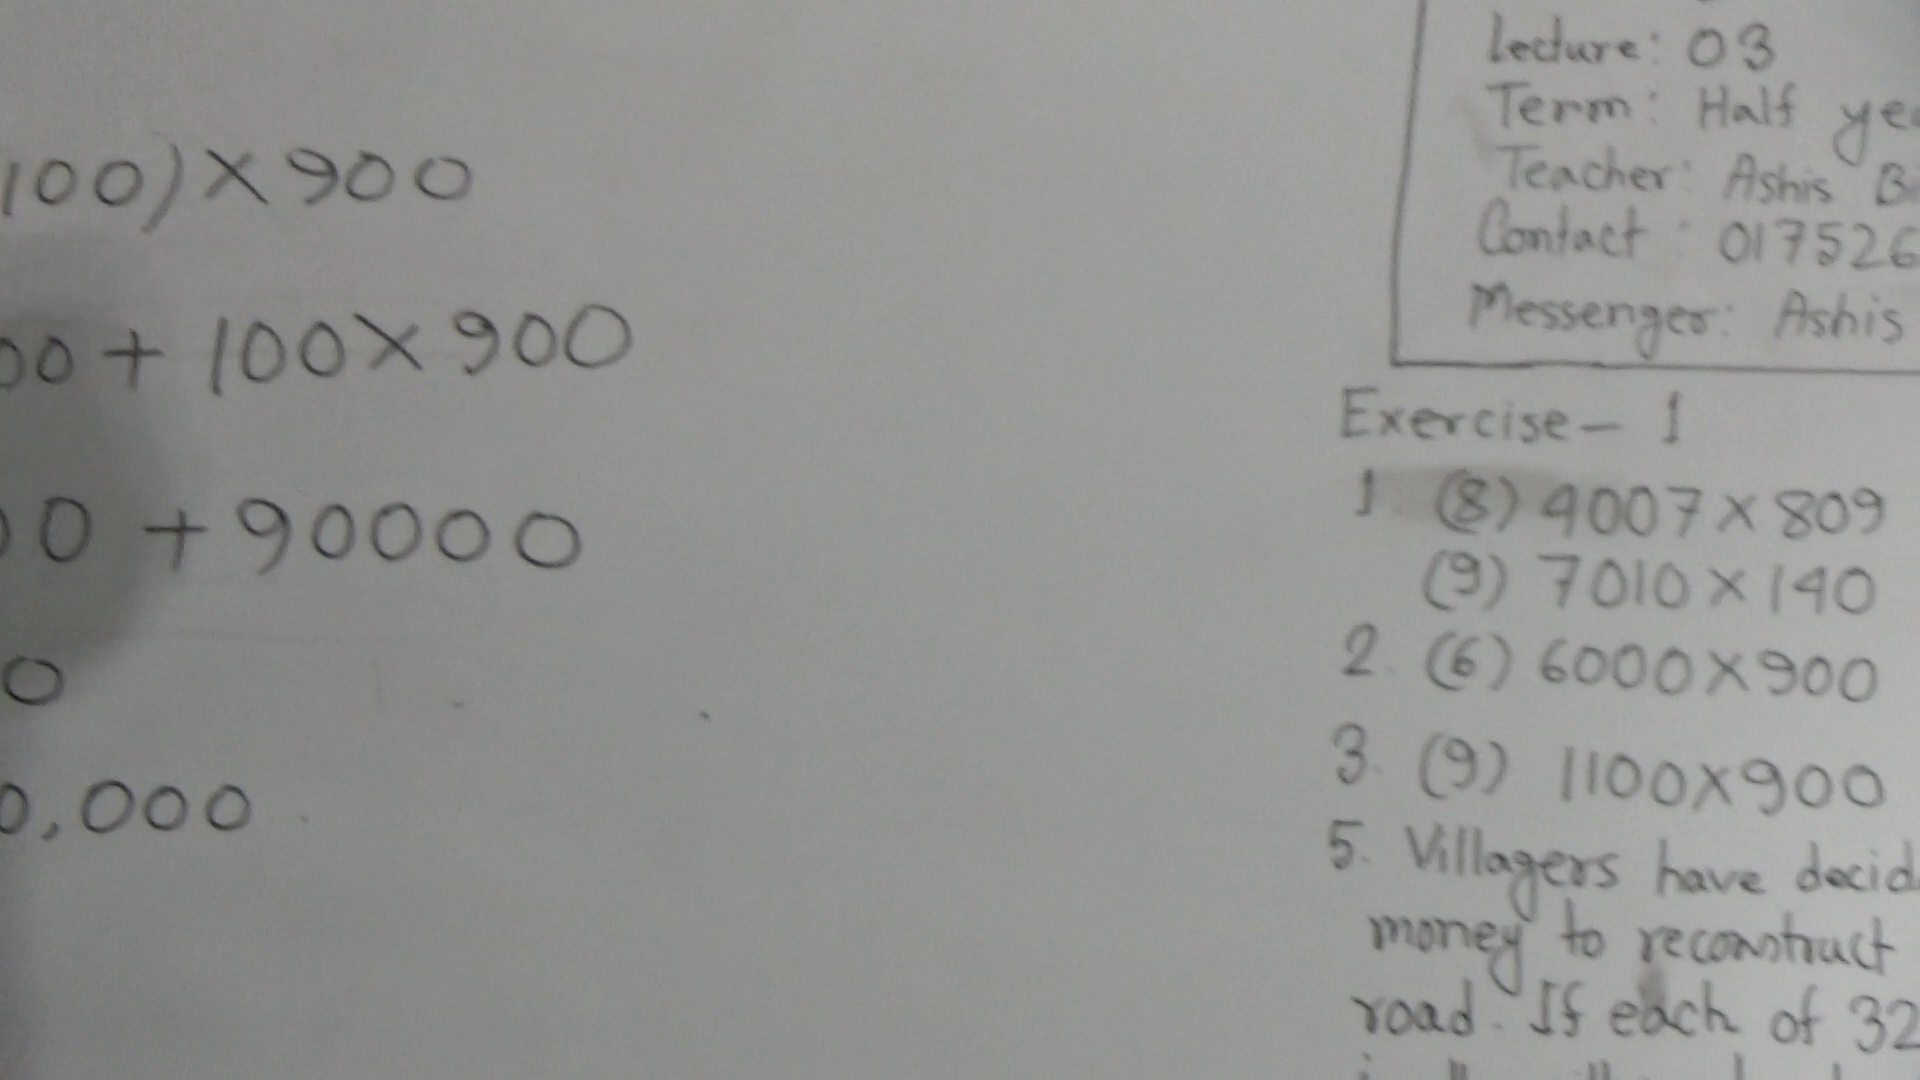 100) × 900
00 + 100 × 900
0 + 90000
0
0,000
Lecture: 03
Term: Half
Teacher: Ashis
Contact: 017526
Messenger: Ashis
Exercise - 1
1. (8) 4007 × 809
(9) 7010 × 140
2. (6) 6000 × 900
3. (9) 1100 × 900
5. Villagers have
money to reconstruct
road. If each of 32